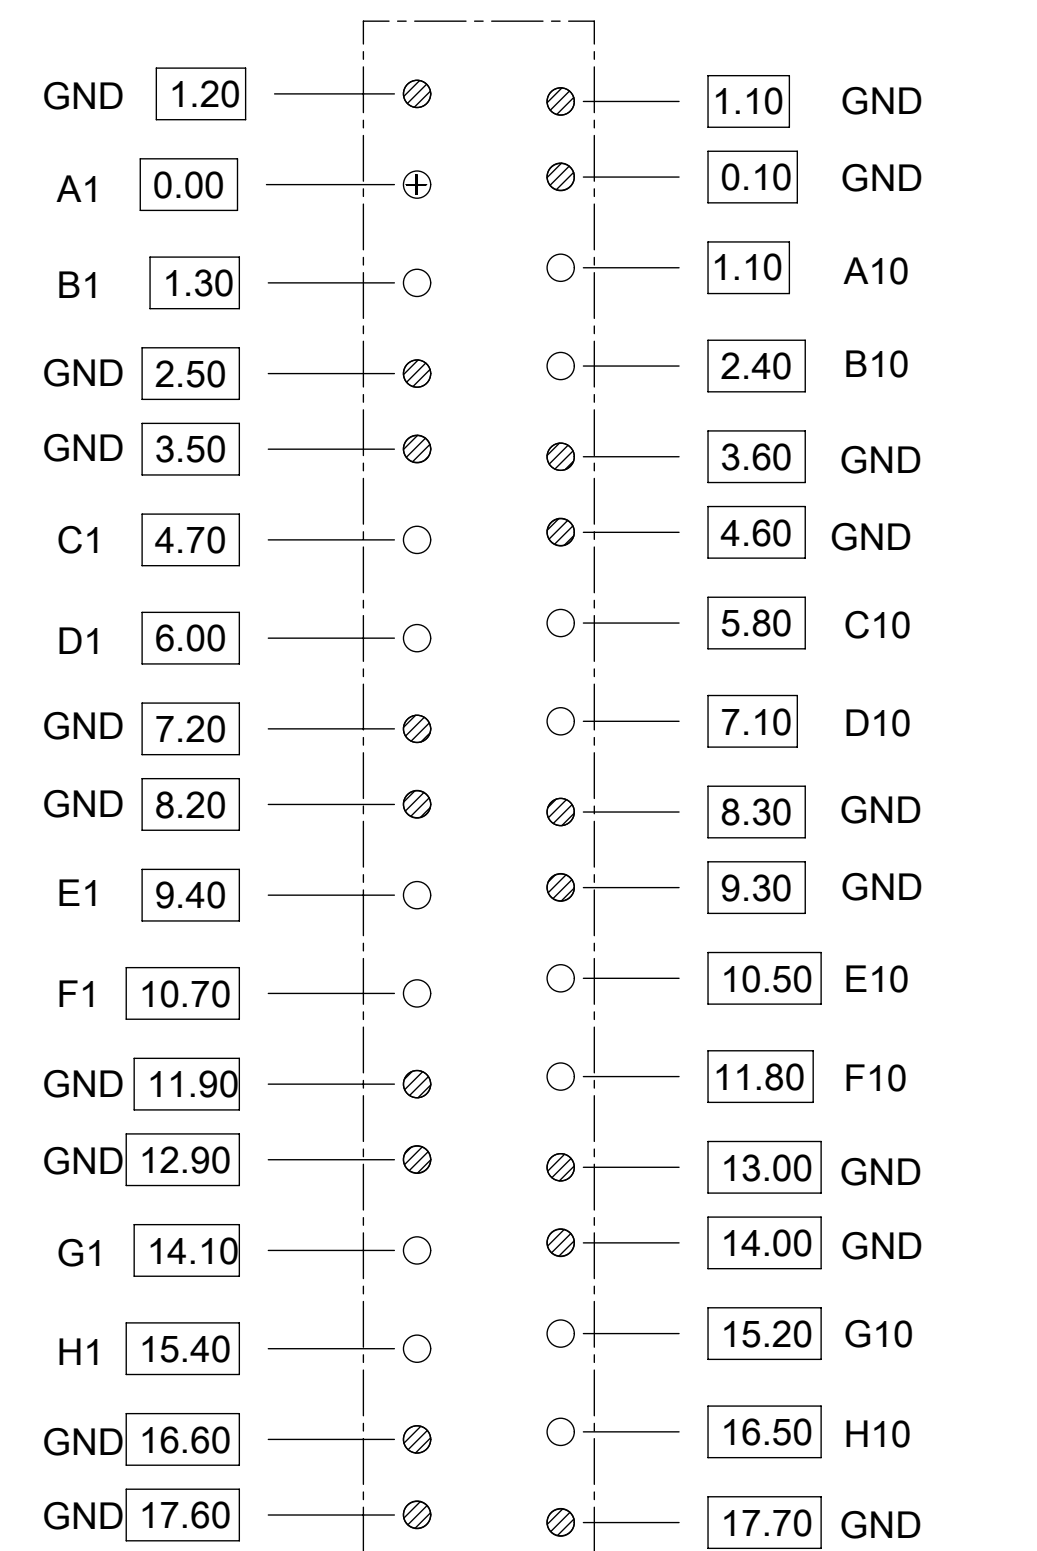 GND 1.20 1.10 GND
A1 0.00 0.10 GND
B1 1.30 1.10 A10
GND 2.50 2.40 B10
GND 3.50 3.60 GND
C1 4.70 4.60 GND
D1 6.00 5.80 C10
GND 7.20 7.10 D10
GND 8.20 8.30 GND
E1 9.40 9.30 GND
F1 10.70 10.50 E10
GND 11.90 11.80 F10
GND 12.90 13.00 GND
G1 14.10 14.00 GND
H1 15.40 15.20 G10
GND 16.60 16.50 H10
GND 17.60 17.70 GND